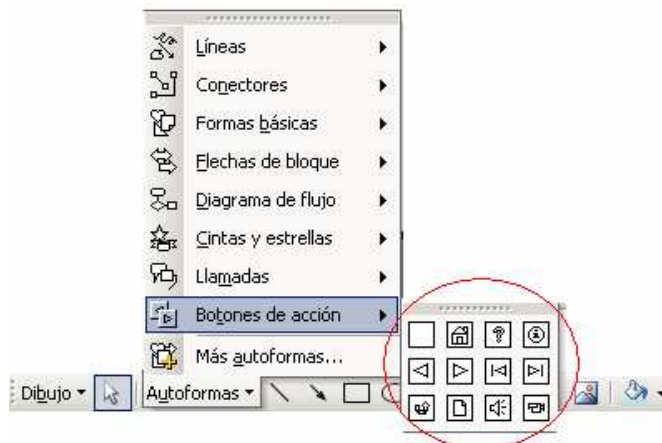 Líneas
Conectores
Formas básicas
Flechas de bloque
Diagrama de flujo
Cintas y estrellas
Llamadas
Botones de acción
Más autoformas...
Dibujo
Autoformas